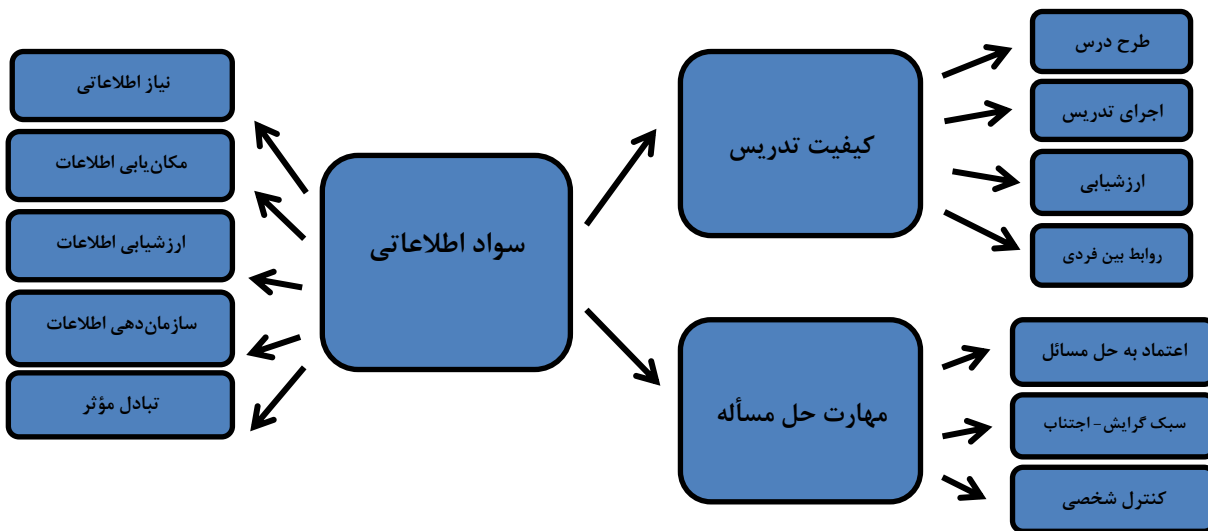 طرح درس
اجرای تدریس
ارزشیابی
روابط بین فردی
کیفیت تدریس
نیاز اطلاعاتی
مکان‌یابی اطلاعات
ارزشیابی اطلاعات
سازمان‌دهی اطلاعات
تبادل مؤثر
سواد اطلاعاتی
مهارت حل مسأله
اعتماد به حل مسائل
سبک گرایش - اجتناب
کنترل شخصی